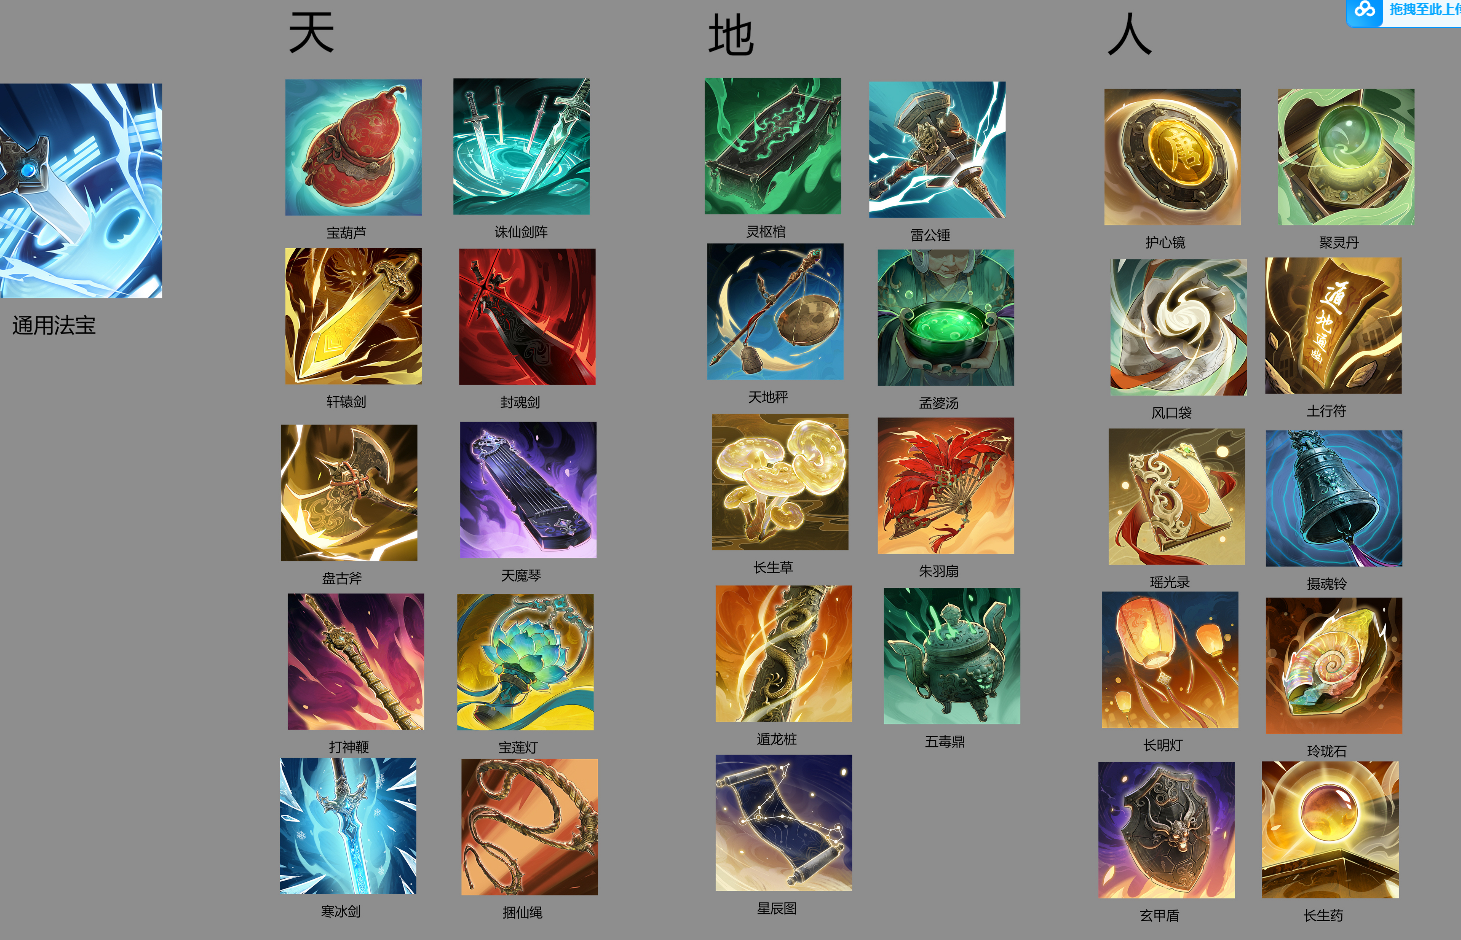 天
地
人
拖拽至此上传
通用法宝
宝葫芦
诛仙剑阵
轩辕剑
封魂剑
盘古斧
天魔琴
打神鞭
宝莲灯
寒冰剑
捆仙绳
灵枢棺
雷公锤
天地秤
孟婆汤
长生草
朱羽扇
遁龙桩
五毒鼎
星辰图
唐
护心镜
聚灵丹
风口袋
通地
土行符
瑶光录
摄魂铃
长明灯
玲珑石
玄甲盾
长生药